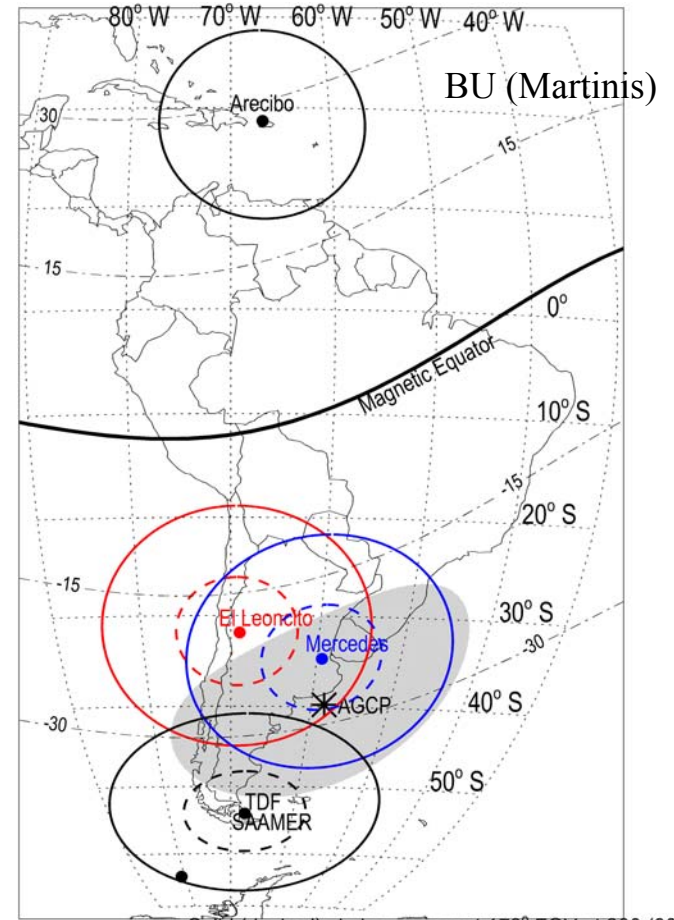 80° W 70° W 60° W 50° W 40° W
BU (Martinis)
Arecibo
30
15
15
0°
Magnetic Equator
10° S
-15
20° S
-15
30° S
El Leoncito
Mercedes
-30
AGCP
40° S
-30
50° S
TDF
SAAMER